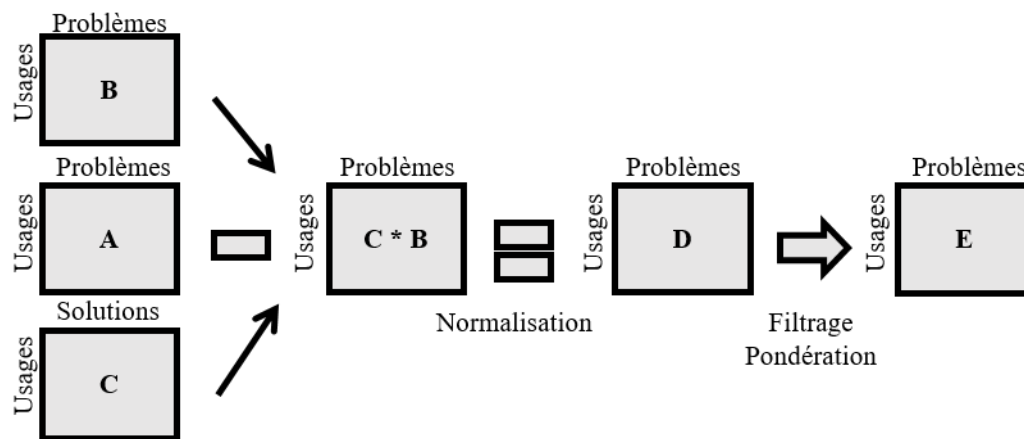 Problèmes
Usages
B
Problèmes
Usages
A
Solutions
Usages
C
Problèmes
Usages
C * B
Normalisation
Problèmes
Usages
D
Filtrage
Pondération
Problèmes
Usages
E